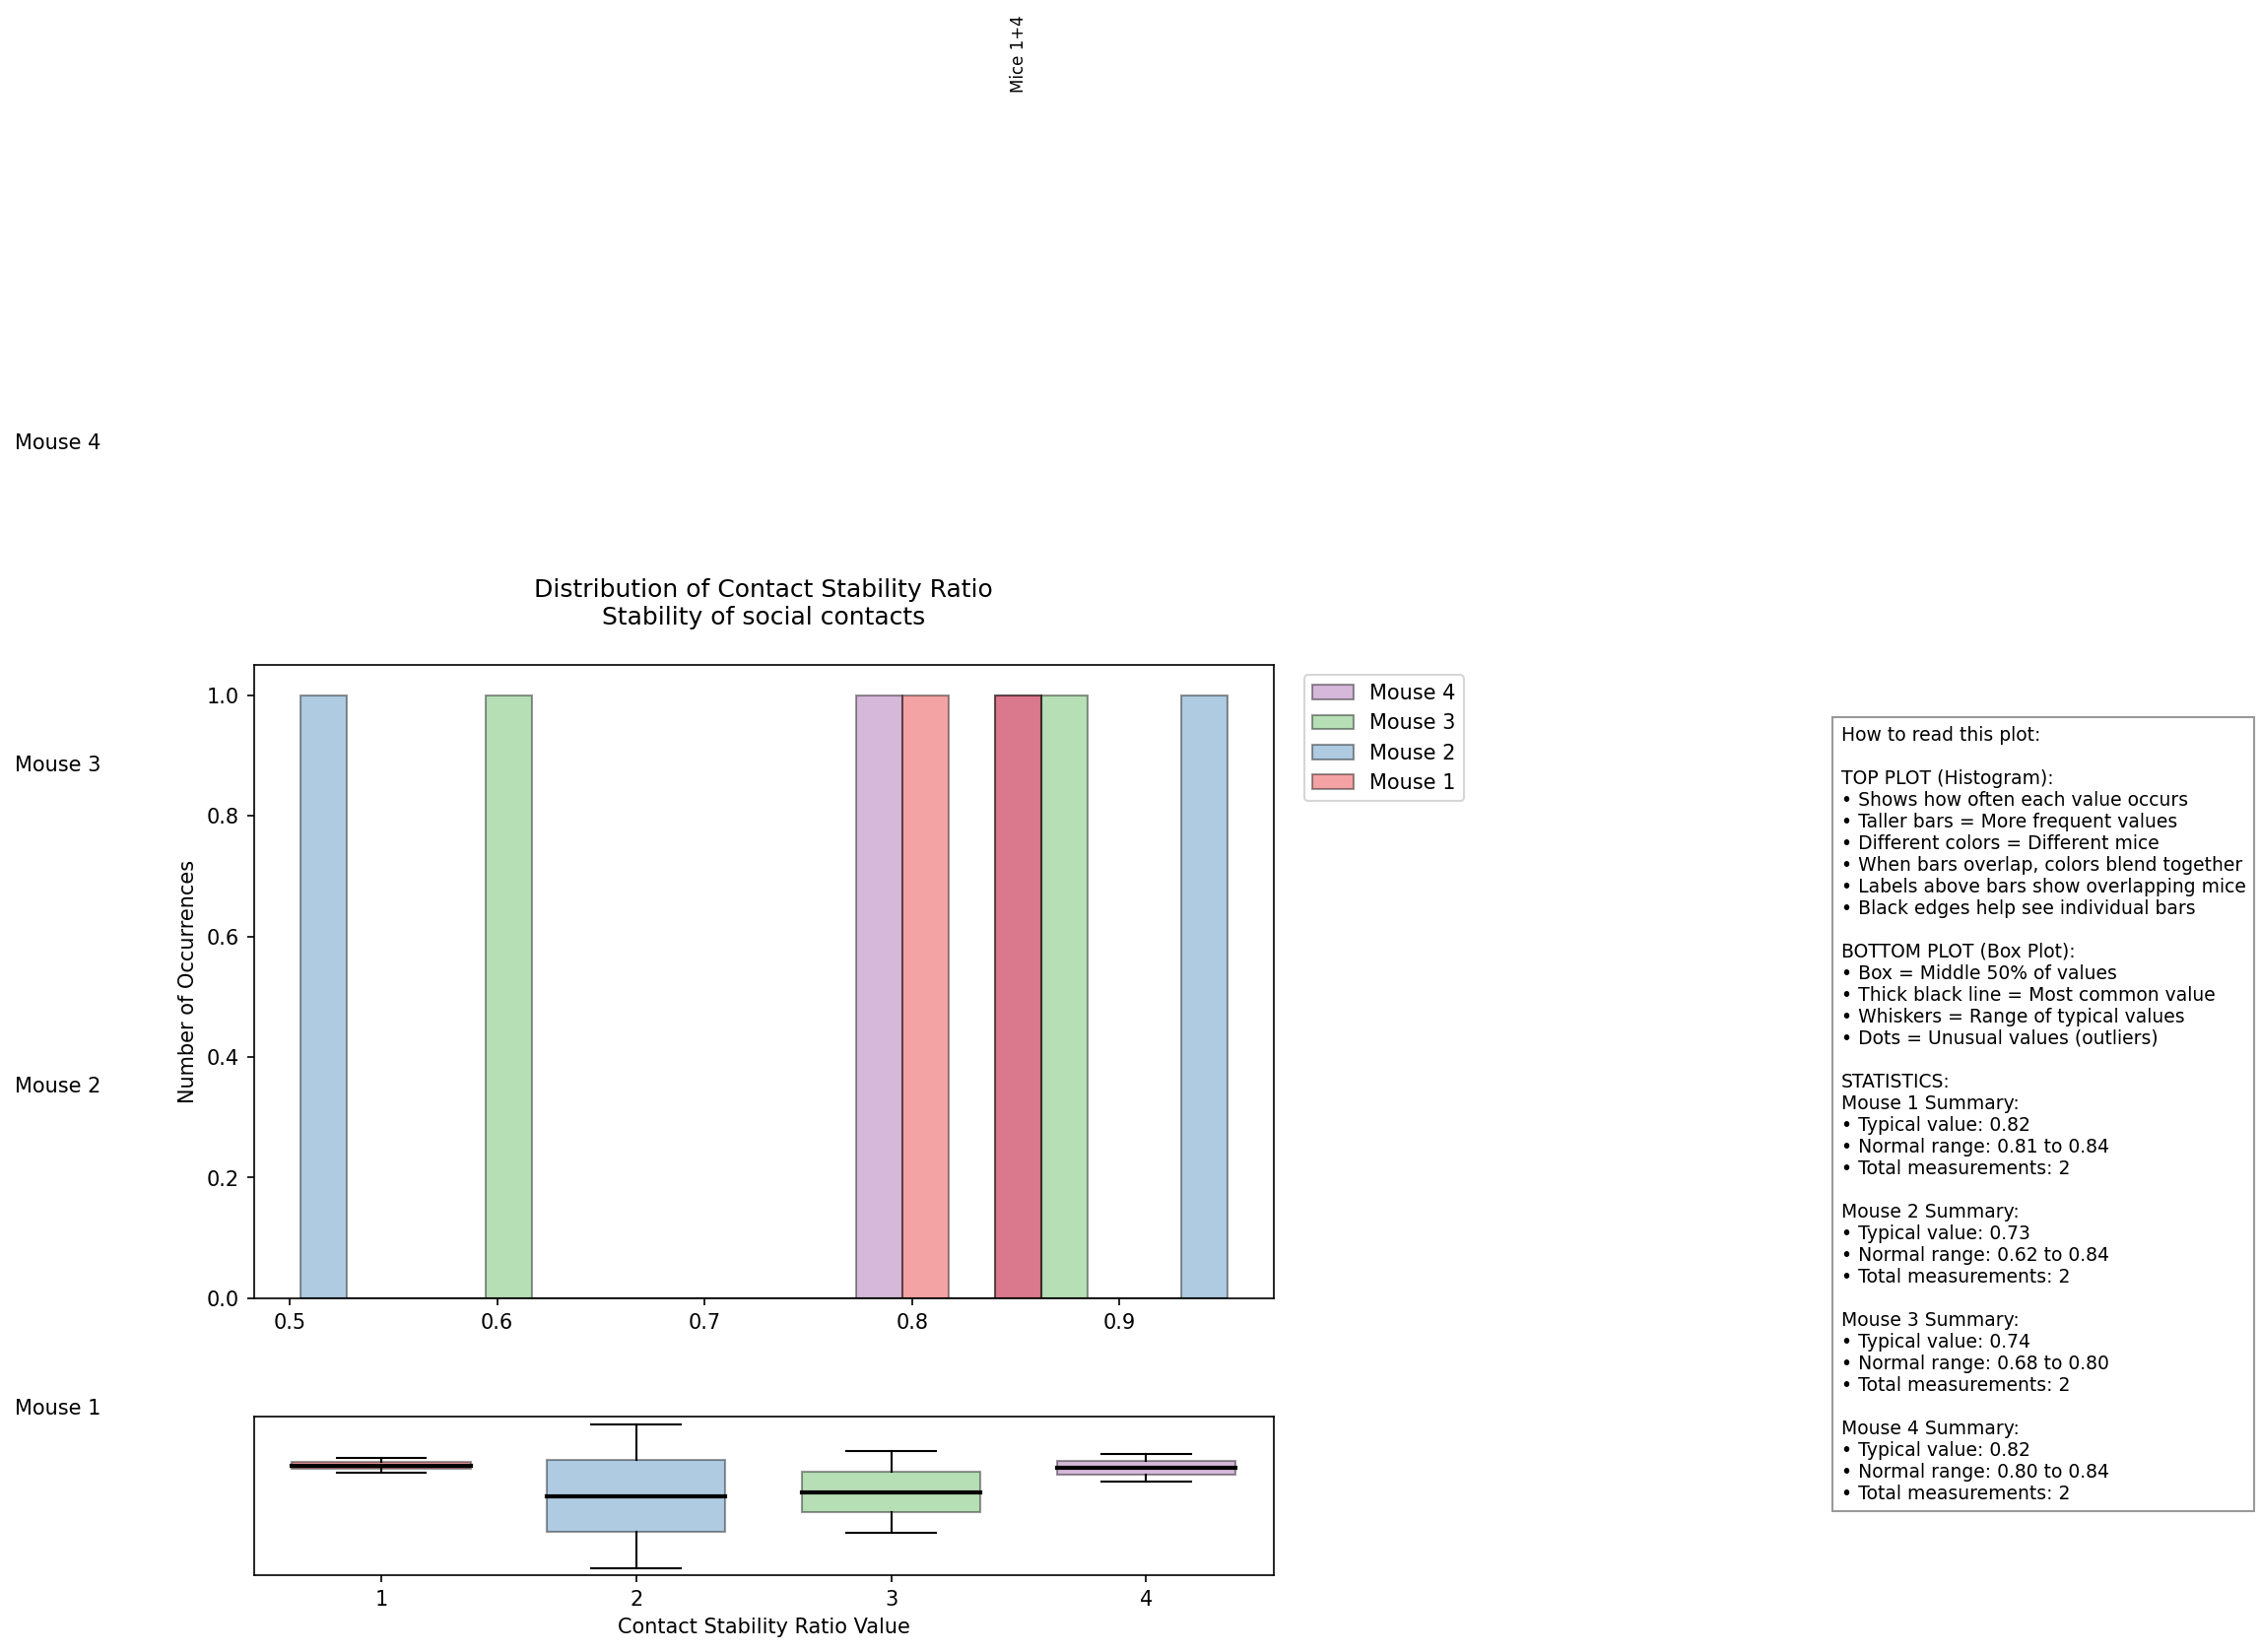 Mice 1+4
Mouse 4
Distribution of Contact Stability Ratio
Stability of social contacts
Mouse 3
Mouse 2
Mouse 1
Number of Occurrences
1.0
0.8
0.6
0.4
0.2
0.0
0.5 0.6 0.7 0.8 0.9
Mouse 4
Mouse 3
Mouse 2
Mouse 1
1 2 3 4
Contact Stability Ratio Value
How to read this plot:
TOP PLOT (Histogram):
• Shows how often each value occurs
• Taller bars = More frequent values
• Different colors = Different mice
• When bars overlap, colors blend together
• Labels above bars show overlapping mice
• Black edges help see individual bars
BOTTOM PLOT (Box Plot):
• Box = Middle 50% of values
• Thick black line = Most common value
• Whiskers = Range of typical values
• Dots = Unusual values (outliers)
STATISTICS:
Mouse 1 Summary:
• Typical value: 0.82
• Normal range: 0.81 to 0.84
• Total measurements: 2
Mouse 2 Summary:
• Typical value: 0.73
• Normal range: 0.62 to 0.84
• Total measurements: 2
Mouse 3 Summary:
• Typical value: 0.74
• Normal range: 0.68 to 0.80
• Total measurements: 2
Mouse 4 Summary:
• Typical value: 0.82
• Normal range: 0.80 to 0.84
• Total measurements: 2